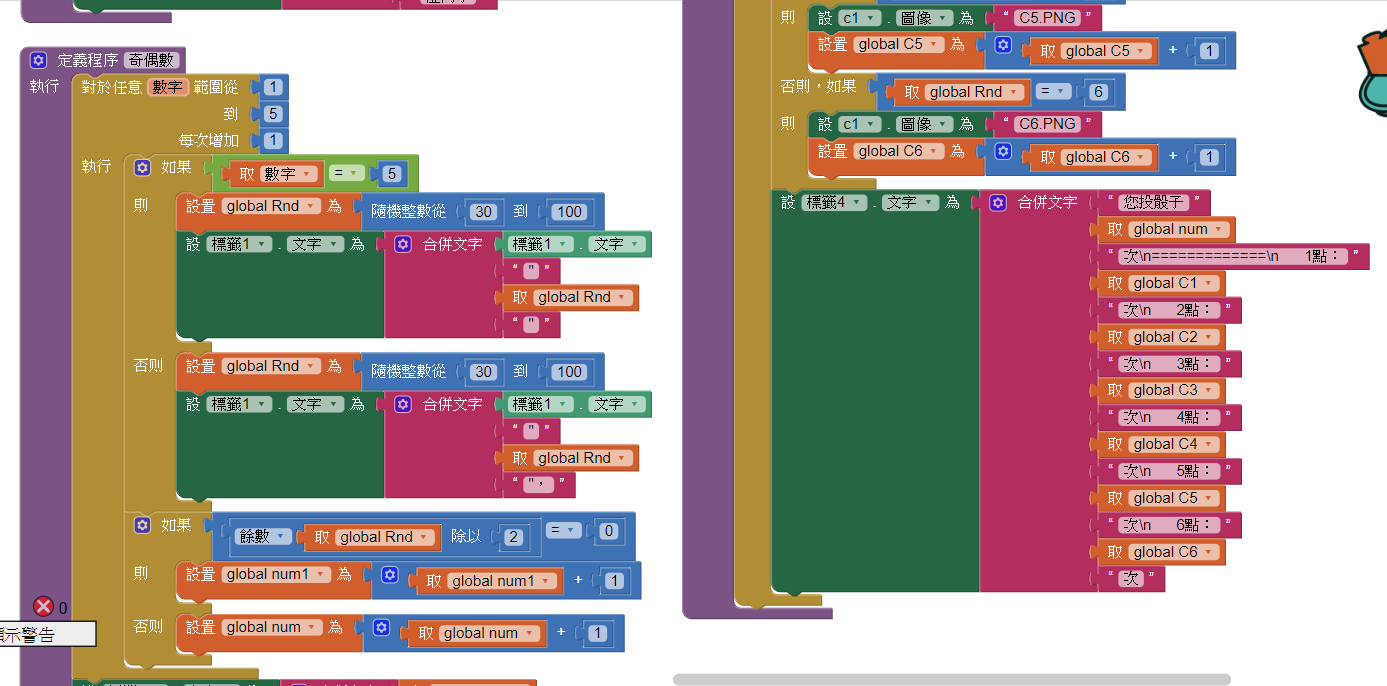 定義程序 奇偶數
執行 對於任意 數字 範圍從 1
到 5
每次增加 1
執行 如果 取 數字 = 5
則 設置 global Rnd 為 隨機整數從 30 到 100
設 標籤1 . 文字 為 合併文字 標籤1 . 文字
“ " ”
取 global Rnd
“ " ”
否則 設置 global Rnd 為 隨機整數從 30 到 100
設 標籤1 . 文字 為 合併文字 標籤1 . 文字
“ " ”
取 global Rnd
“ "， ”
如果 餘數 取 global Rnd 除以 2 = 0
則 設置 global num1 為 取 global num1 + 1
否則 設置 global num 為 取 global num + 1
0
示警告
則 設 c1 . 圖像 為 “ C5.PNG ”
設置 global C5 為 取 global C5 + 1
否則，如果 取 global Rnd = 6
則 設 c1 . 圖像 為 “ C6.PNG ”
設置 global C6 為 取 global C6 + 1
設 標籤4 . 文字 為 合併文字 “ 您投骰子 ”
取 global num
“ 次\n=============\n 1點： ”
取 global C1
“ 次\n 2點： ”
取 global C2
“ 次\n 3點： ”
取 global C3
“ 次\n 4點： ”
取 global C4
“ 次\n 5點： ”
取 global C5
“ 次\n 6點： ”
取 global C6
“ 次 ”